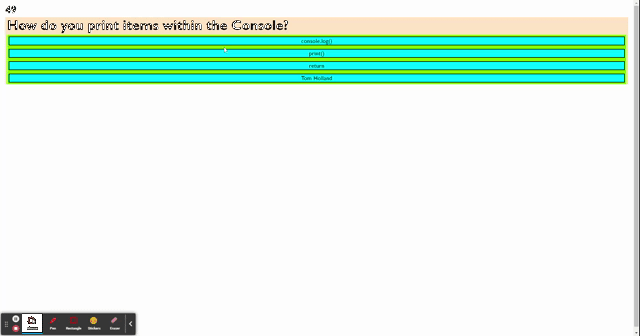 49
How do you print items within the Console?
console.log()
print()
return
Tom Holland
Pen
Rectangle
Stickers
Eraser